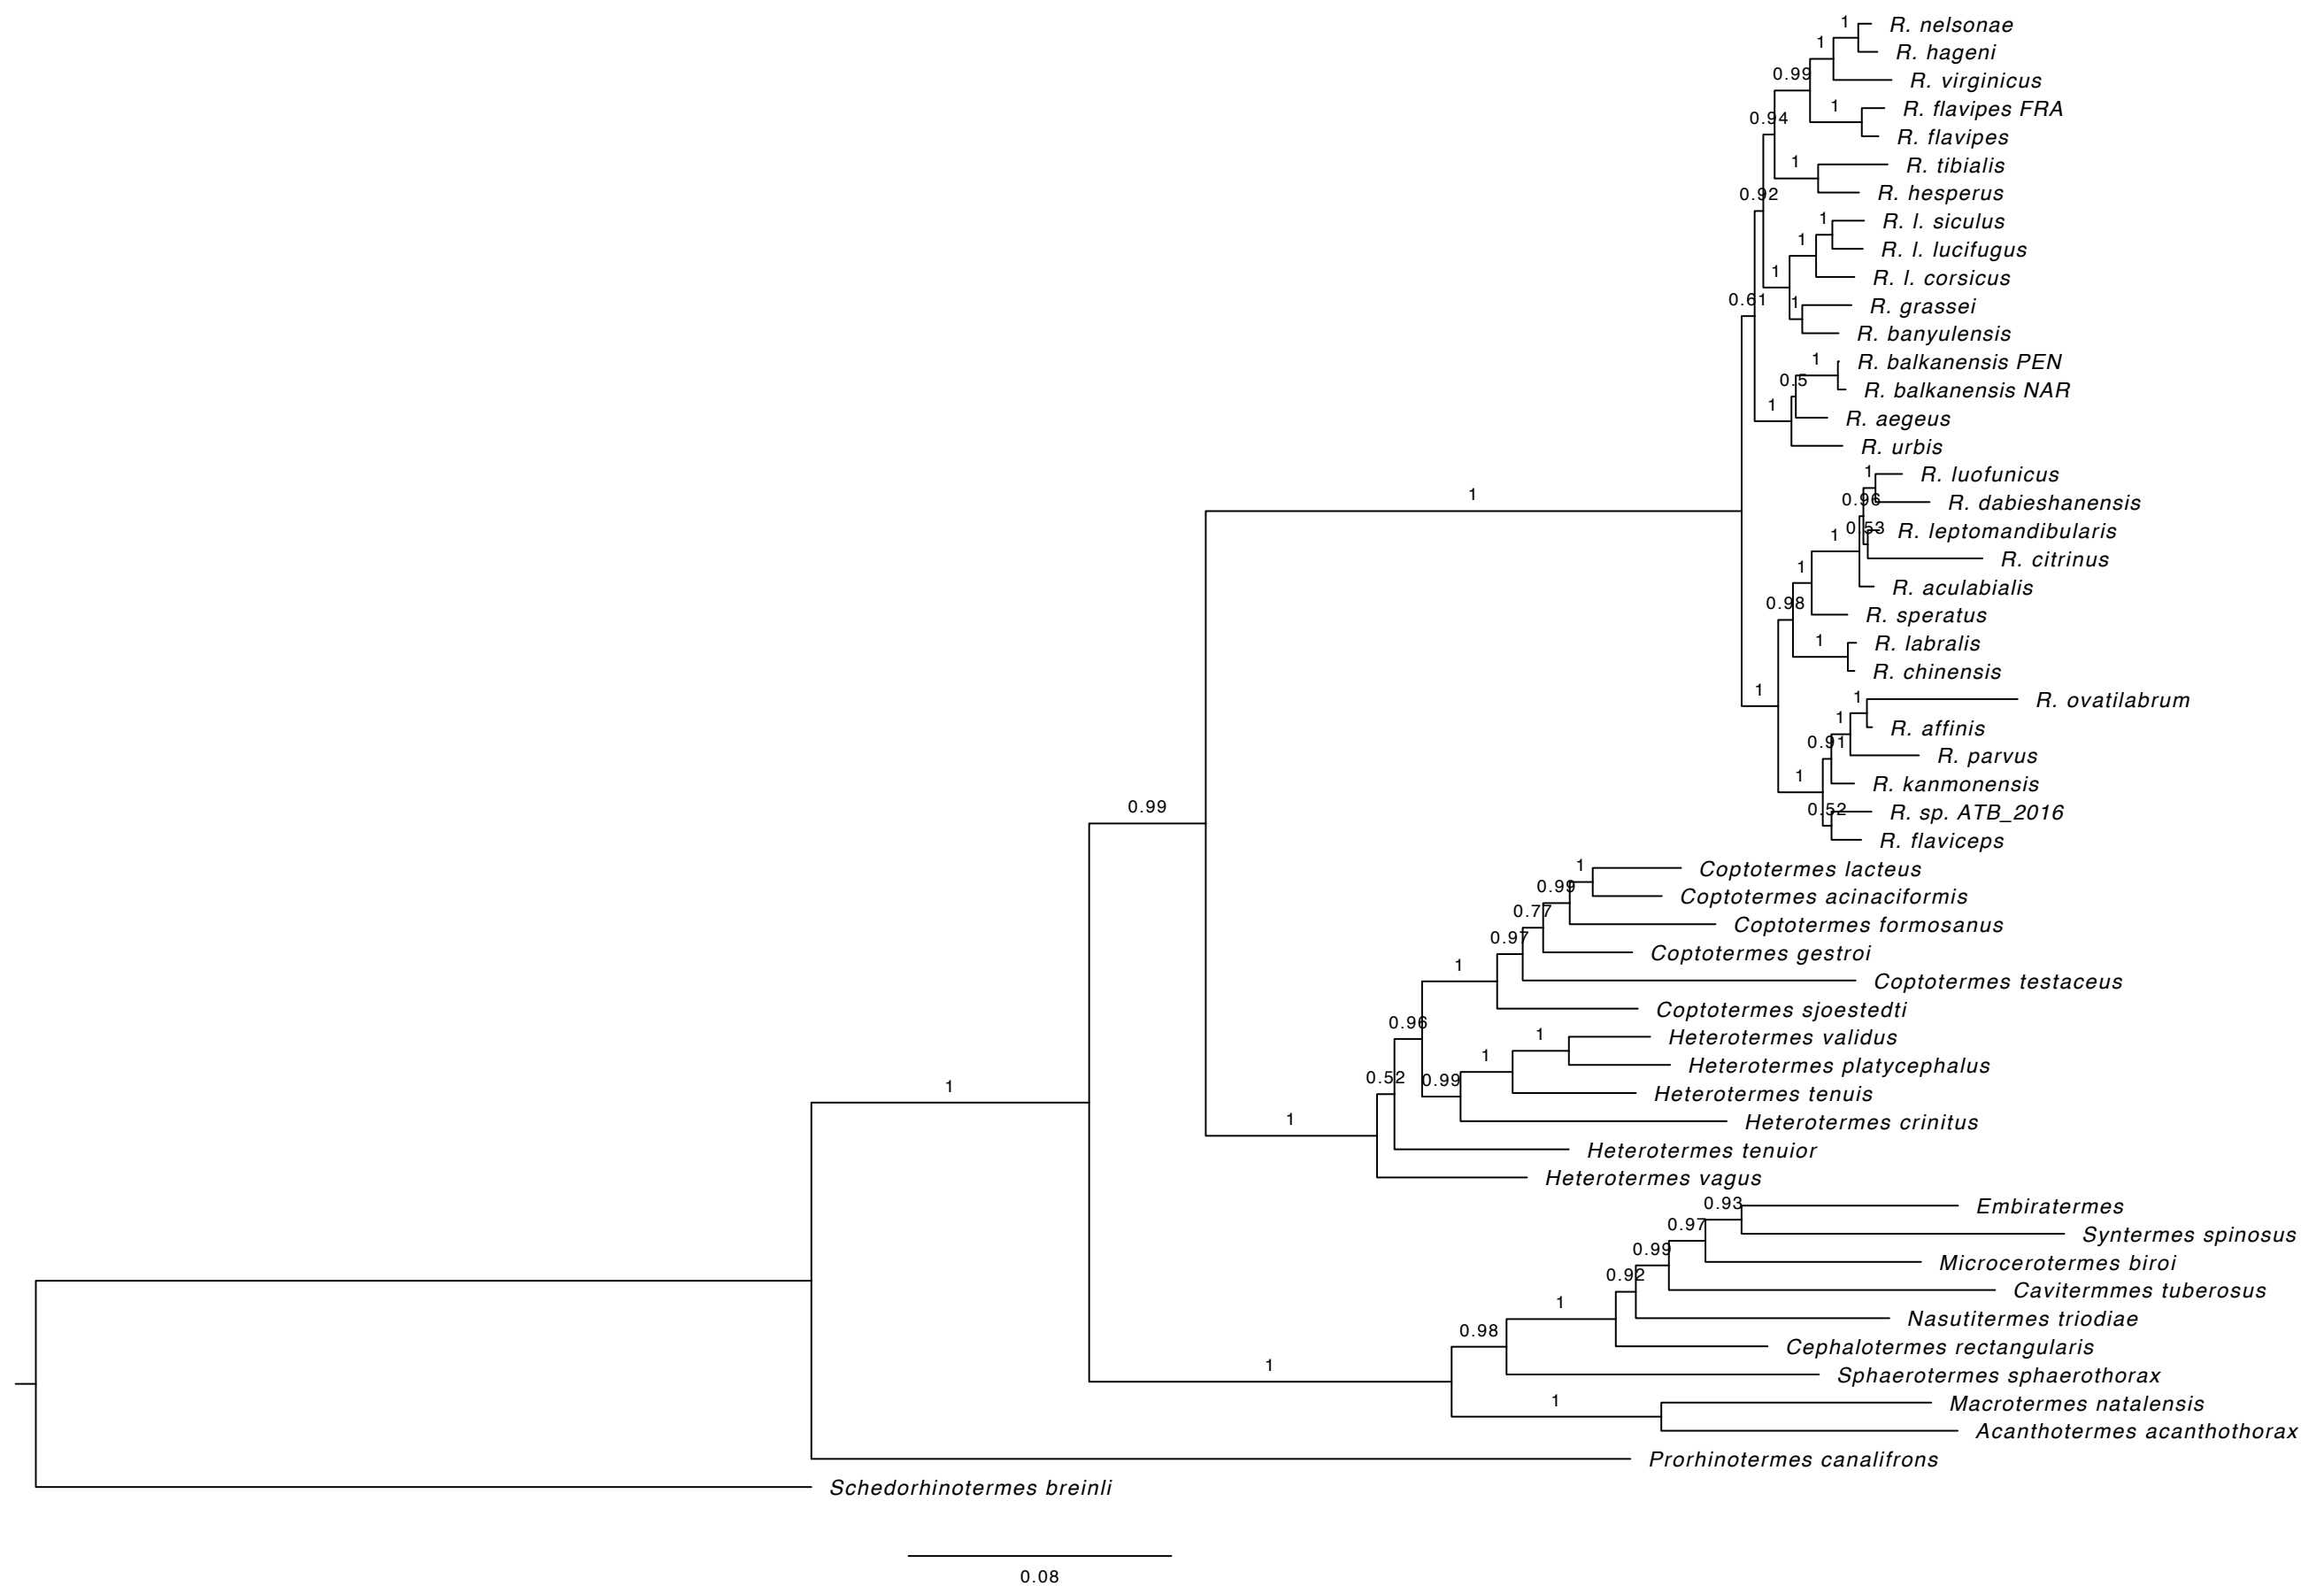 1
R. nelsonae
1
R. hageni
0.99
R. virginicus
1
R. flavipes FRA
0.94
R. flavipes
1
R. tibialis
0.92
R. hesperus
1
R. l. siculus
1
R. l. lucifugus
1
R. l. corsicus
0.61
1
R. grassei
R. banyulensis
1
R. balkanensis PEN
0.5
R. balkanensis NAR
1
R. aegeus
R. urbis
1
R. luofunicus
1
0.96
R. dabieshanensis
1
0.53
R. leptomandibularis
R. citrinus
1
R. aculabialis
0.98
R. speratus
1
R. labralis
R. chinensis
1
1
R. ovatilabrum
1
R. affinis
0.91
R. parvus
1
R. kanmonensis
0.99
0.52
R. sp. ATB_2016
R. flaviceps
1
Coptotermes lacteus
0.99
Coptotermes acinaciformis
0.77
Coptotermes formosanus
0.97
Coptotermes gestroi
1
Coptotermes testaceus
Coptotermes sjoestedti
0.96
1
Heterotermes validus
1
Heterotermes platycephalus
1
0.52
0.99
Heterotermes tenuis
1
Heterotermes crinitus
Heterotermes tenuior
Heterotermes vagus
0.93
Embiratermes
0.97
Syntermes spinosus
0.99
Microcerotermes biroi
0.92
Cavitermmes tuberosus
1
Nasutitermes triodiae
0.98
Cephalotermes rectangularis
1
Sphaerotermes sphaerothorax
1
Macrotermes natalensis
Acanthotermes acanthothorax
Prorhinotermes canalifrons
Schedorhinotermes breinli
0.08